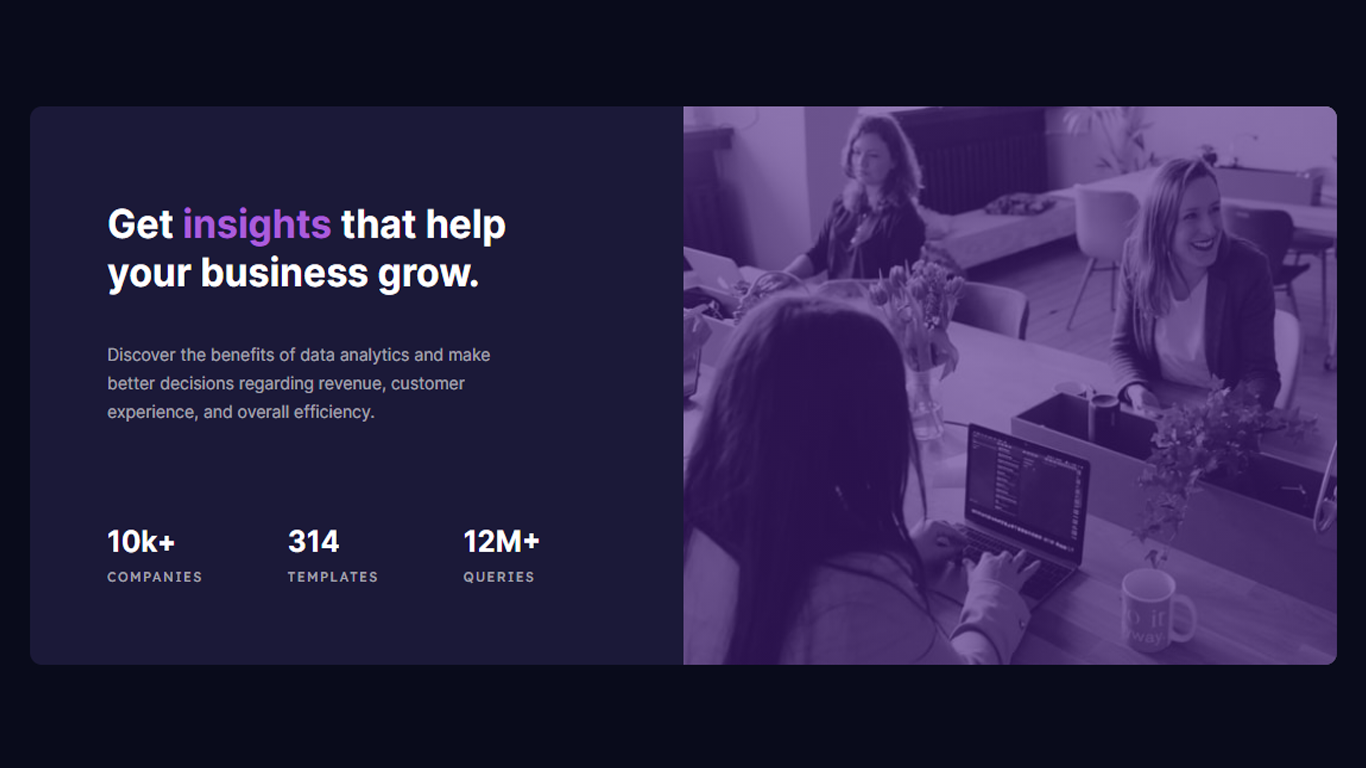 Get insights that help
your business grow.
Discover the benefits of data analytics and make
better decisions regarding revenue, customer
experience, and overall efficiency.
10k+ 314 12M+
COMPANIES TEMPLATES QUERIES